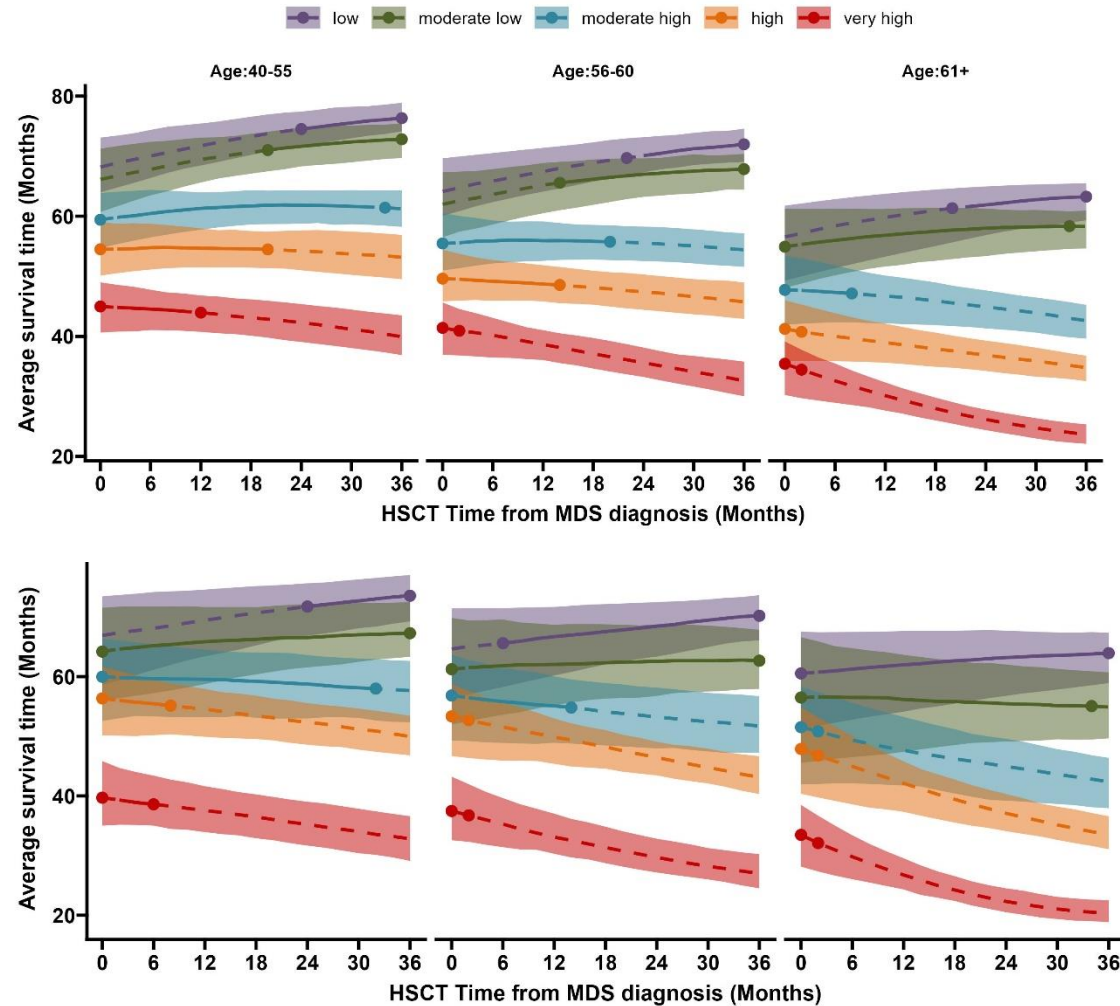 low moderate low moderate high high very high
Age:40-55 Age:56-60 Age:61+
Average survival time (Months)
80
60
40
20
0 6 12 18 24 30 36 0 6 12 18 24 30 36 0 6 12 18 24 30 36
HSCT Time from MDS diagnosis (Months)
Average survival time (Months)
60
40
20
0 6 12 18 24 30 36 0 6 12 18 24 30 36 0 6 12 18 24 30 36
HSCT Time from MDS diagnosis (Months)